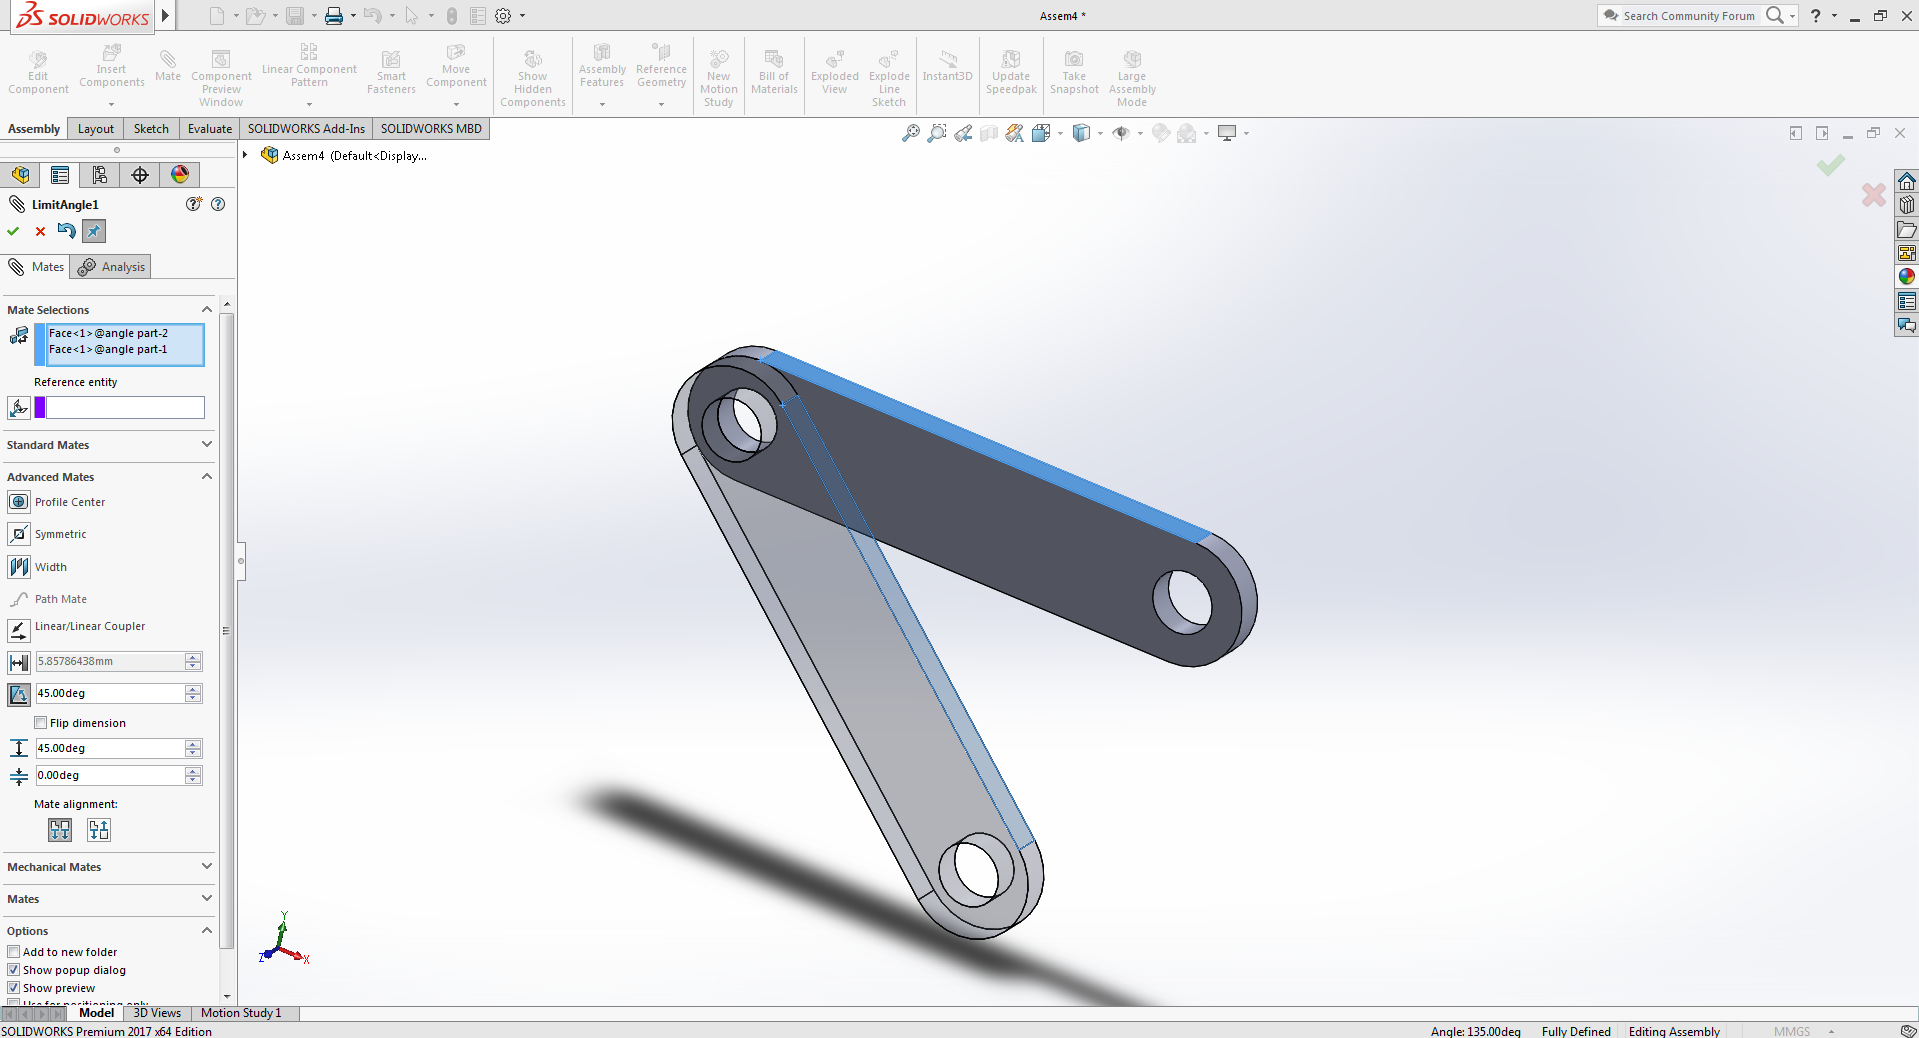 SOLIDWORKS
Assem4 *
Search Community Forum
?
Edit Component
Insert Components
Mate
Component Preview Window
Linear Component Pattern
Smart Fasteners
Move Component
Show Hidden Components
Assembly Features
Reference Geometry
New Motion Study
Bill of Materials
Exploded View
Explode Line Sketch
Instant3D
Update Speedpak
Take Snapshot
Large Assembly Mode
Assembly
Layout
Sketch
Evaluate
SOLIDWORKS Add-Ins
SOLIDWORKS MBD
Assem4 (Default<Display...
LimitAngle1
Mates
Analysis
Mate Selections
Face<1>@angle part-2
Face<1>@angle part-1
Reference entity
Standard Mates
Advanced Mates
Profile Center
Symmetric
Width
Path Mate
Linear/Linear Coupler
5.85786438mm
45.00deg
Flip dimension
45.00deg
0.00deg
Mate alignment:
Mechanical Mates
Mates
Options
Add to new folder
Show popup dialog
Show preview
Use for positioning only
Y
Z
X
Model
3D Views
Motion Study 1
SOLIDWORKS Premium 2017 x64 Edition
Angle: 135.00deg
Fully Defined
Editing Assembly
MMGS